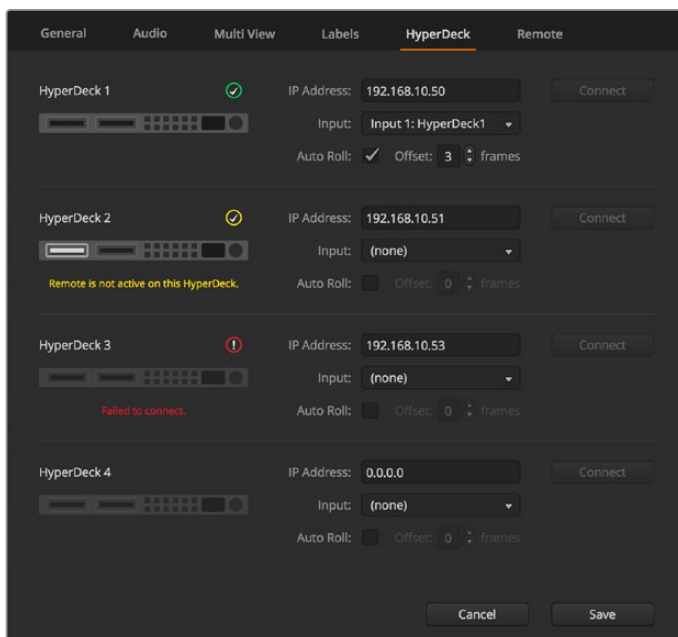 General Audio Multi View Labels HyperDeck Remote
HyperDeck 1 IP Address: 192.168.10.50 Connect
Input: Input 1: HyperDeck1
Auto Roll: Offset: 3 frames
HyperDeck 2 IP Address: 192.168.10.51 Connect
Input: (none)
Remote is not active on this HyperDeck. Auto Roll: Offset: 0 frames
HyperDeck 3 IP Address: 192.168.10.53 Connect
Input: (none)
Failed to connect. Auto Roll: Offset: 0 frames
HyperDeck 4 IP Address: 0.0.0.0 Connect
Input: (none)
Auto Roll: Offset: 0 frames
Cancel Save